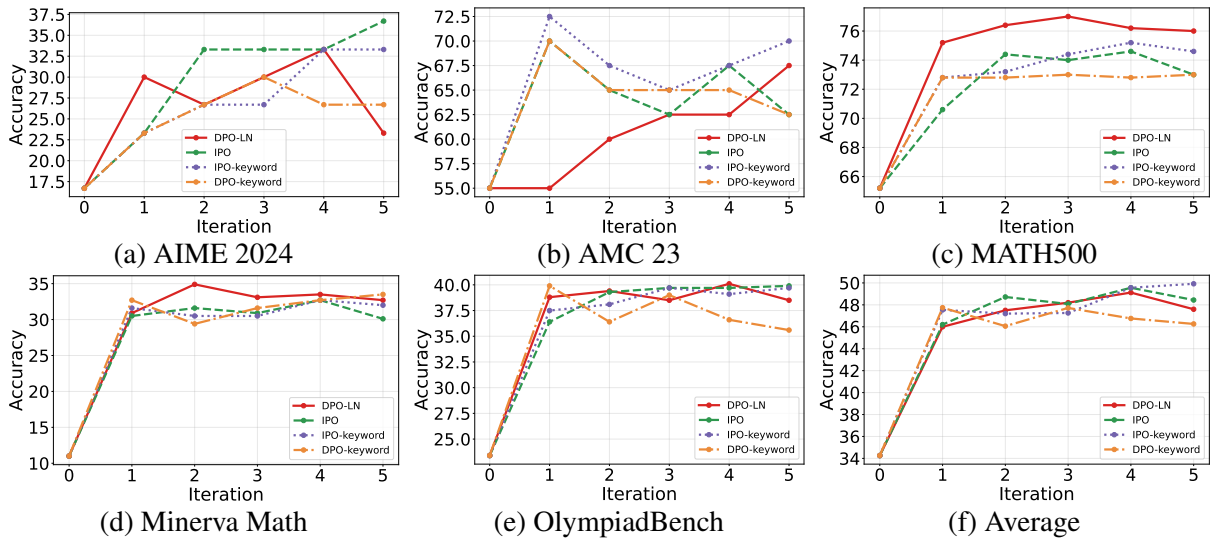 Accuracy
37.5
35.0
32.5
30.0
27.5
25.0
22.5
20.0
17.5
DPO-LN
IPO
IPO-keyword
DPO-keyword
0 1 2 3 4 5
Iteration
(a) AIME 2024
Accuracy
72.5
70.0
67.5
65.0
62.5
60.0
57.5
55.0
DPO-LN
IPO
IPO-keyword
DPO-keyword
0 1 2 3 4 5
Iteration
(b) AMC 23
Accuracy
76
74
72
70
68
66
DPO-LN
IPO
IPO-keyword
DPO-keyword
0 1 2 3 4 5
Iteration
(c) MATH500
Accuracy
35
30
25
20
15
10
DPO-LN
IPO
IPO-keyword
DPO-keyword
0 1 2 3 4 5
Iteration
(d) Minerva Math
Accuracy
40.0
37.5
35.0
32.5
30.0
27.5
25.0
DPO-LN
IPO
IPO-keyword
DPO-keyword
0 1 2 3 4 5
Iteration
(e) OlympiadBench
Accuracy
50
48
46
44
42
40
38
36
34
DPO-LN
IPO
IPO-keyword
DPO-keyword
0 1 2 3 4 5
Iteration
(f) Average